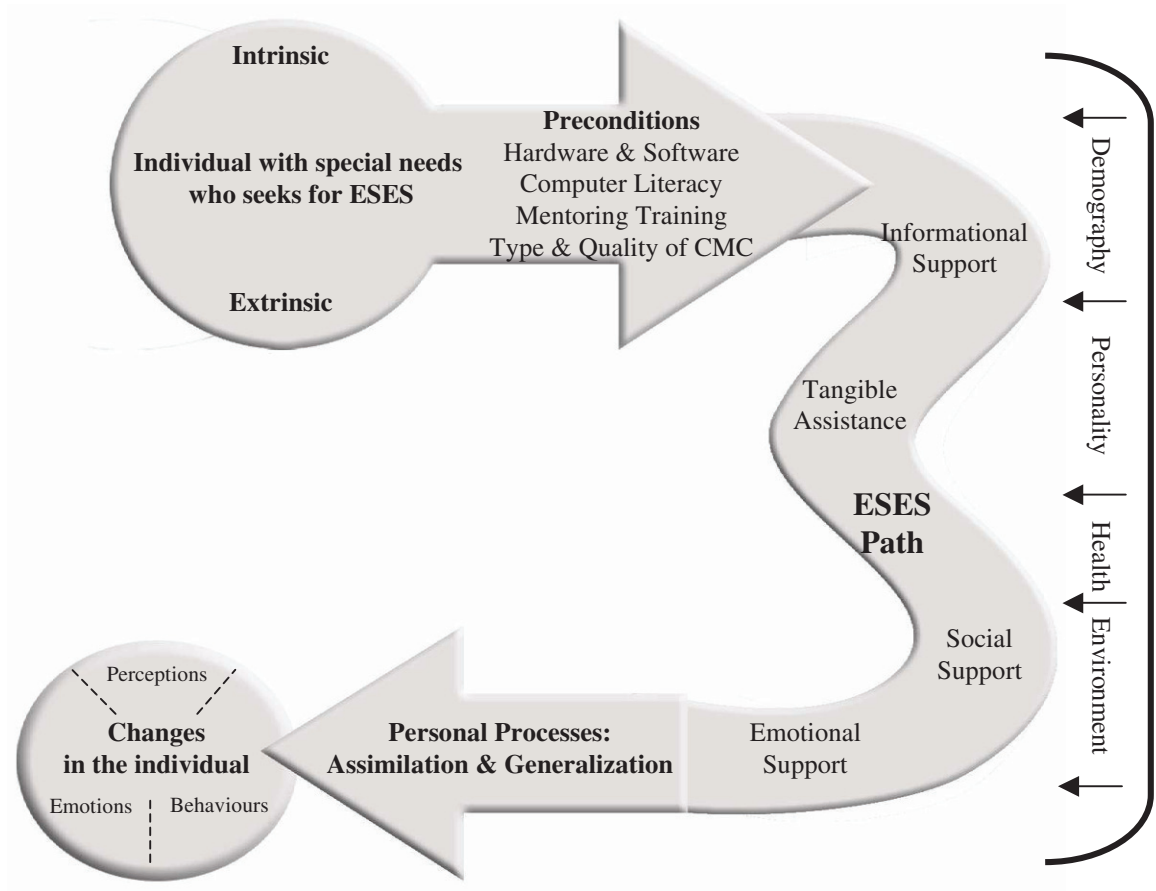 Intrinsic
Individual with special needs
who seeks for ESES
Extrinsic
Preconditions
Hardware & Software
Computer Literacy
Mentoring Training
Type & Quality of CMC
Informational
Support
Tangible
Assistance
ESES
Path
Social
Support
Emotional
Support
Demography
Personality
Health
Environment
Personal Processes:
Assimilation & Generalization
Perceptions
Changes
in the individual
Emotions
Behaviours